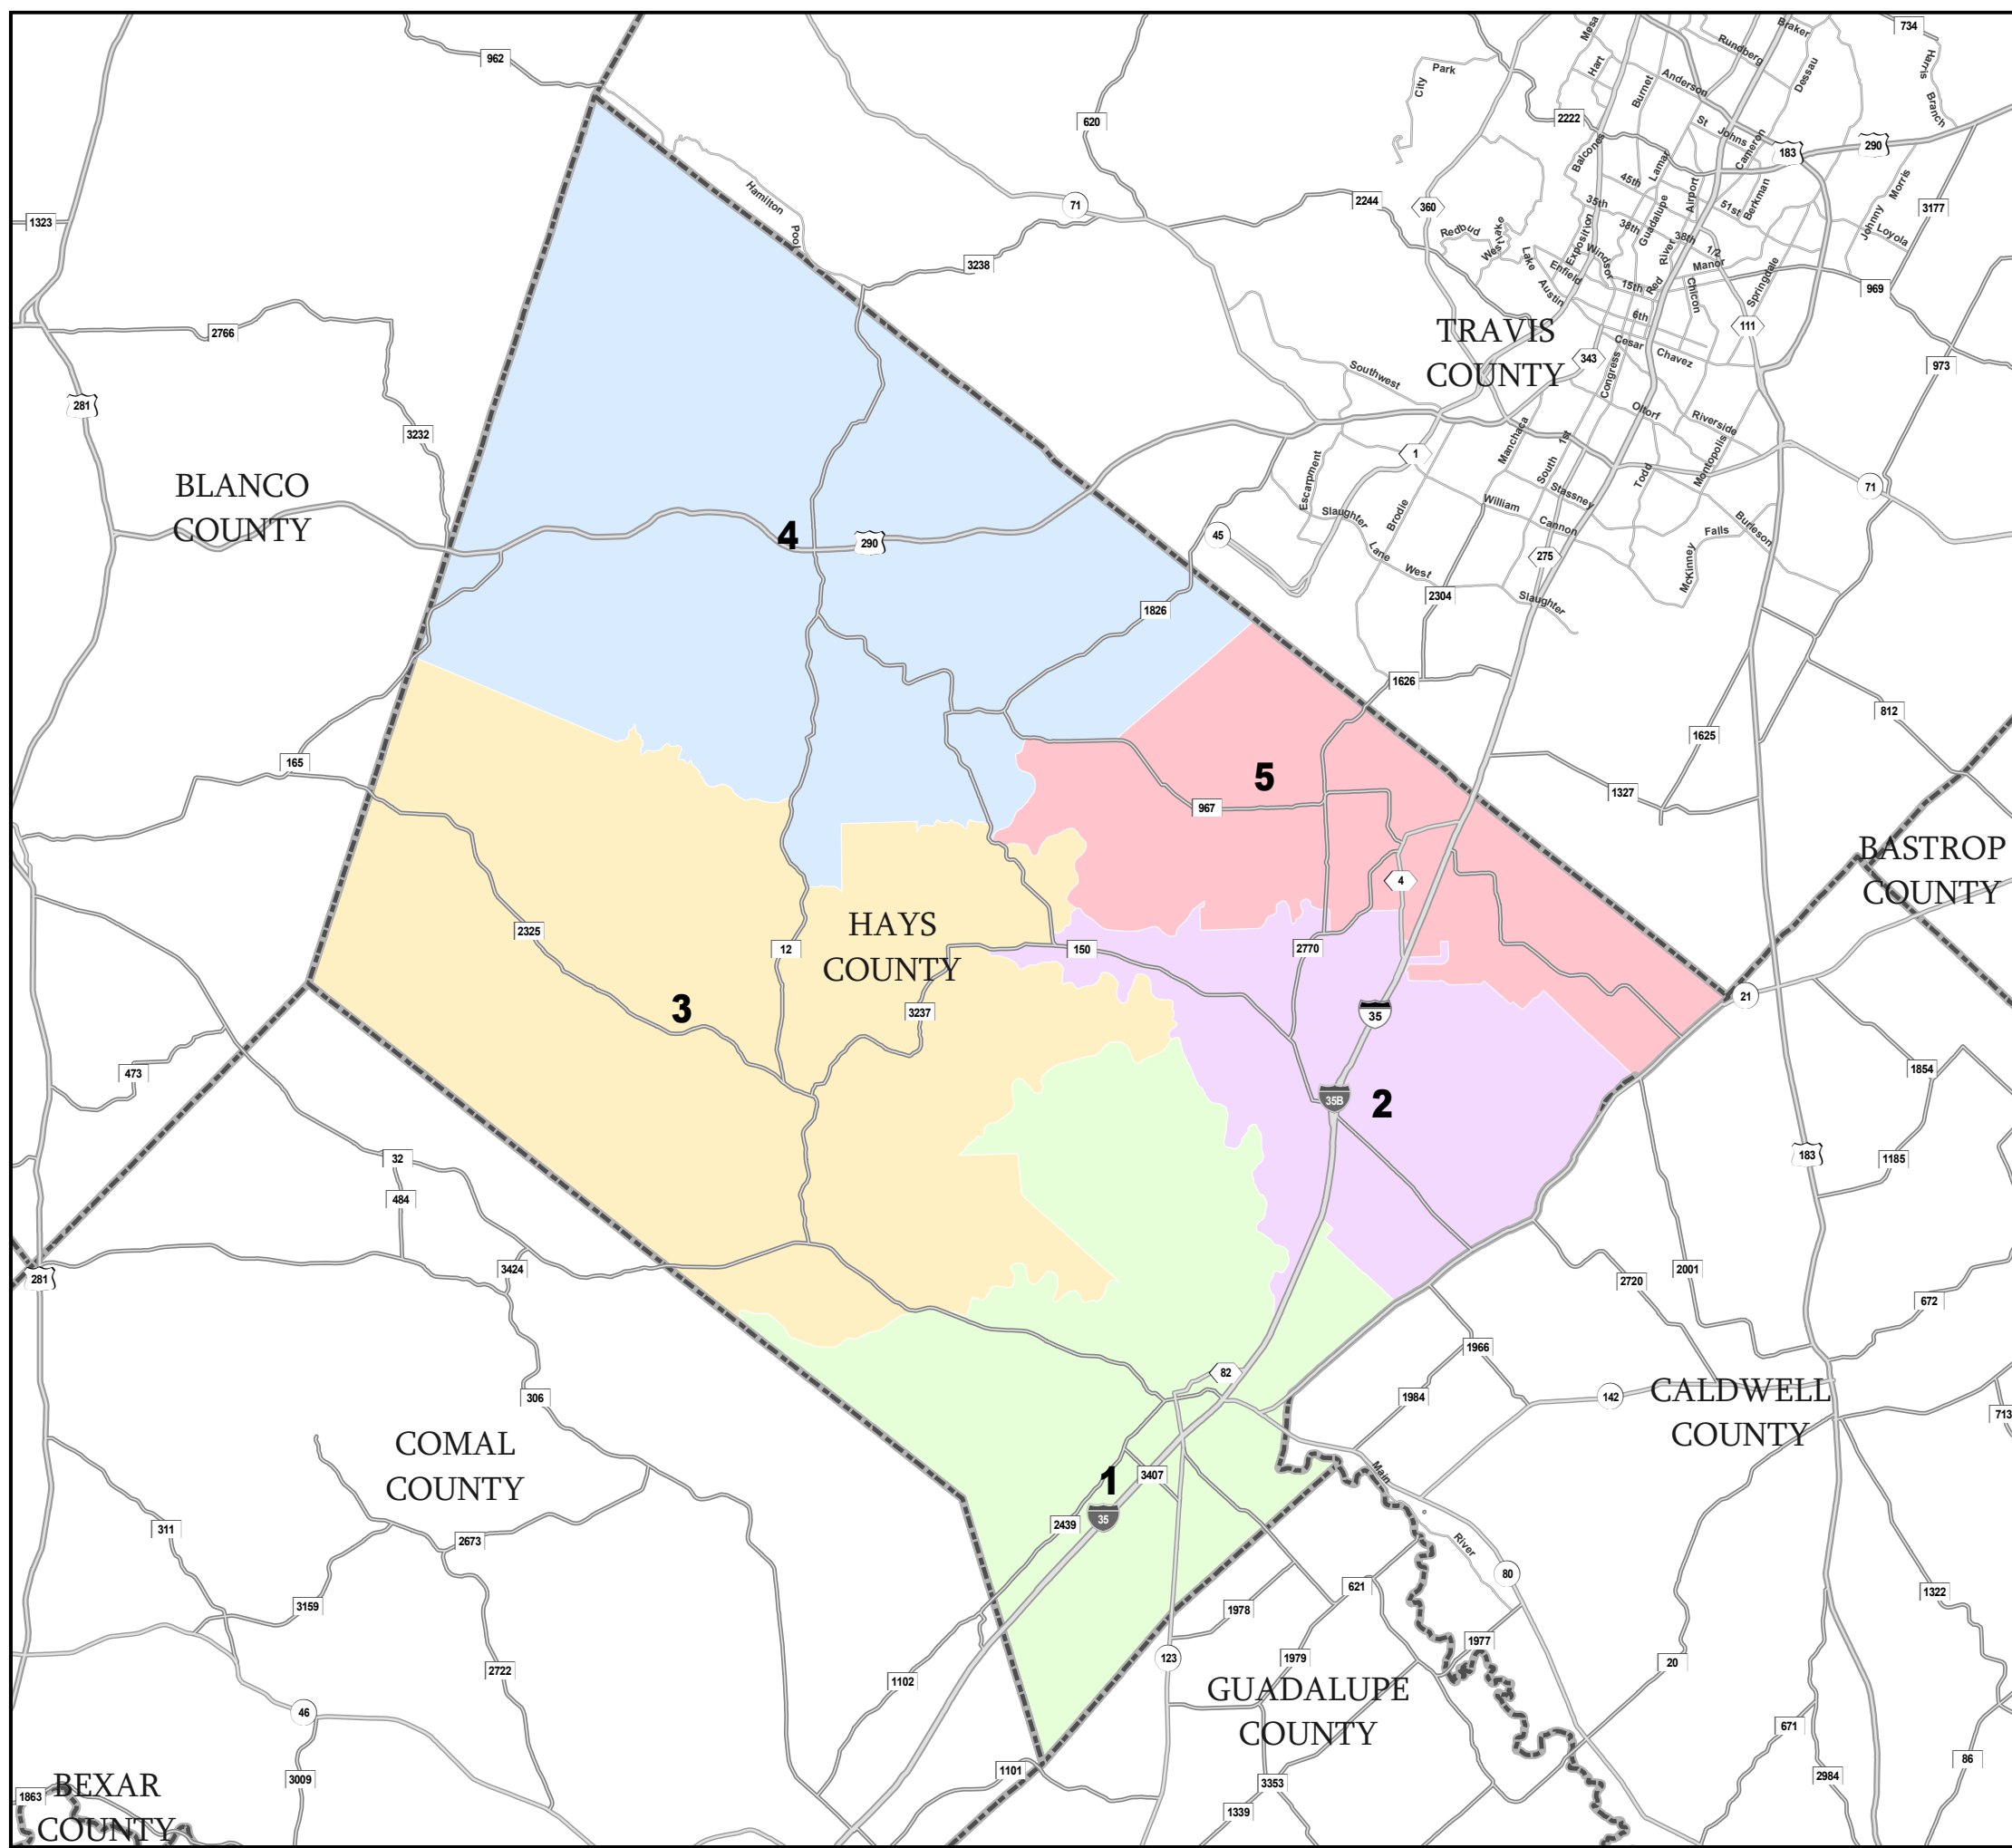 962
734
Mesa
Braker
Rundberg
Harris
Branch
Hart
City
Park
Burnet
Anderson
Dessau
620
2222
St
Johns
Cameron
183
290
Balcones
Lamar
45th
Airport
Berkman
51st
Morris
Johnny
Loyola
3177
Hamilton
Pool
71
2244
360
35th
38th
Guadalupe
38th
1/2
1323
Redbud
Westlake
Exposition
Windsor
River
Red
Manor
3238
Lake
Austin
Enfield
15th
Chicon
Springdale
969
2766
6th
111
TRAVIS
COUNTY
343
Cesar
Chavez
973
281
Southwest
Congress
3232
Oltorf
Riverside
1
Manchaca
South
1st
Todd
Montopolis
71
BLANCO
COUNTY
Escarpment
Slaughter
Brodie
William
Cannon
Stassney
Falls
Burleson
McKinney
4
290
45
Lane
West
275
1826
2304
Slaughter
1626
812
1625
165
5
967
1327
BASTROP
COUNTY
4
2325
HAYS
COUNTY
12
150
2770
3
3237
35
21
473
1854
35B
2
32
183
1185
484
3424
281
2001
2720
672
1966
82
306
1984
142
CALDWELL
COUNTY
713
COMAL
COUNTY
1
3407
Main
311
2439
35
2673
River
80
621
3159
1978
1322
1977
2722
123
1979
20
1102
GUADALUPE
COUNTY
46
671
1101
3009
86
BEXAR
COUNTY
1863
3353
2984
1339